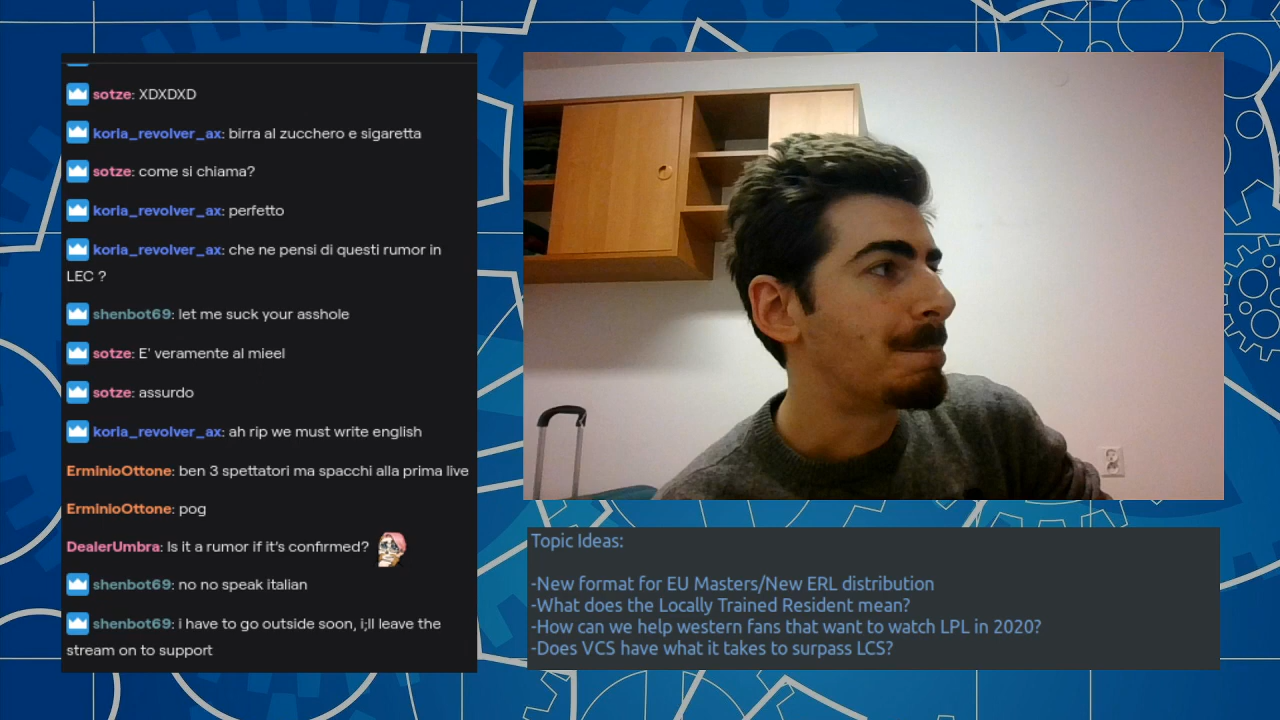 sotze: XDXDXD
koria_revolver_ax: birra al zucchero e sigaretta
sotze: come si chiama?
koria_revolver_ax: perfetto
koria_revolver_ax: che ne pensi di questi rumor in
LEC ?
shenbot69: let me suck your asshole
sotze: E' veramente al mieel
sotze: assurdo
koria_revolver_ax: ah rip we must write english
ErminioOttone: ben 3 spettatori ma spacchi alla prima live
ErminioOttone: pog
DealerUmbra: Is it a rumor if it's confirmed?
shenbot69: no no speak italian
shenbot69: i have to go outside soon, i;ll leave the
stream on to support
Topic Ideas:
-New format for EU Masters/New ERL distribution
-What does the Locally Trained Resident mean?
-How can we help western fans that want to watch LPL in 2020?
-Does VCS have what it takes to surpass LCS?